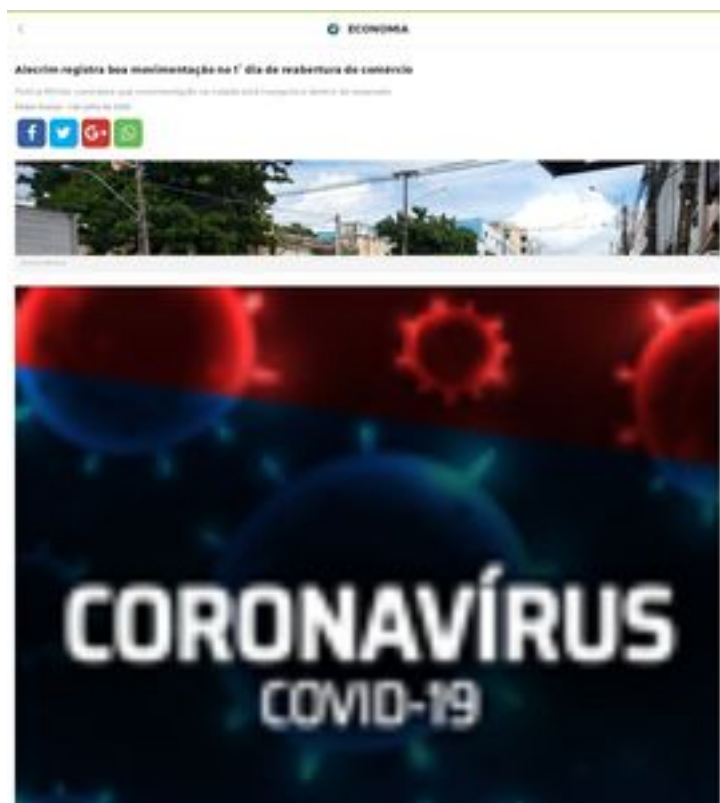 ECONOMIA
Alecrim registra boa movimentação no 1° dia de reabertura do comércio
f G+
CORONAVÍRUS
COVID-19